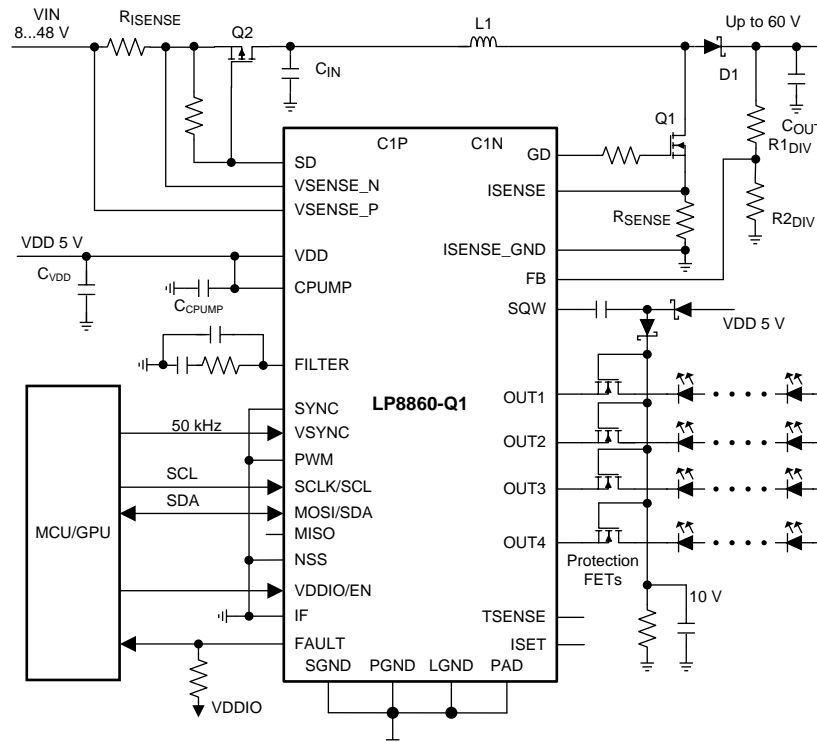 VIN
8...48 V
RISENSE
Q2
CIN
L1
Up to 60 V
D1
COUT
R1DIV
R2DIV
Q1
C1P
C1N
GD
SD
VSENSE_N
VSENSE_P
ISENSE
RSENSE
ISENSE_GND
VDD 5 V
CVDD
VDD
CPUMP
CCPUMP
FB
SQW
VDD 5 V
FILTER
LP8860-Q1
OUT1
OUT2
OUT3
OUT4
Protection
FETs
10 V
SYNC
50 kHz
VSYNC
PWM
SCL
SCLK/SCL
SDA
MOSI/SDA
MISO
MCU/GPU
NSS
VDDIO/EN
IF
FAULT
VDDIO
TSENSE
ISET
SGND
PGND
LGND
PAD